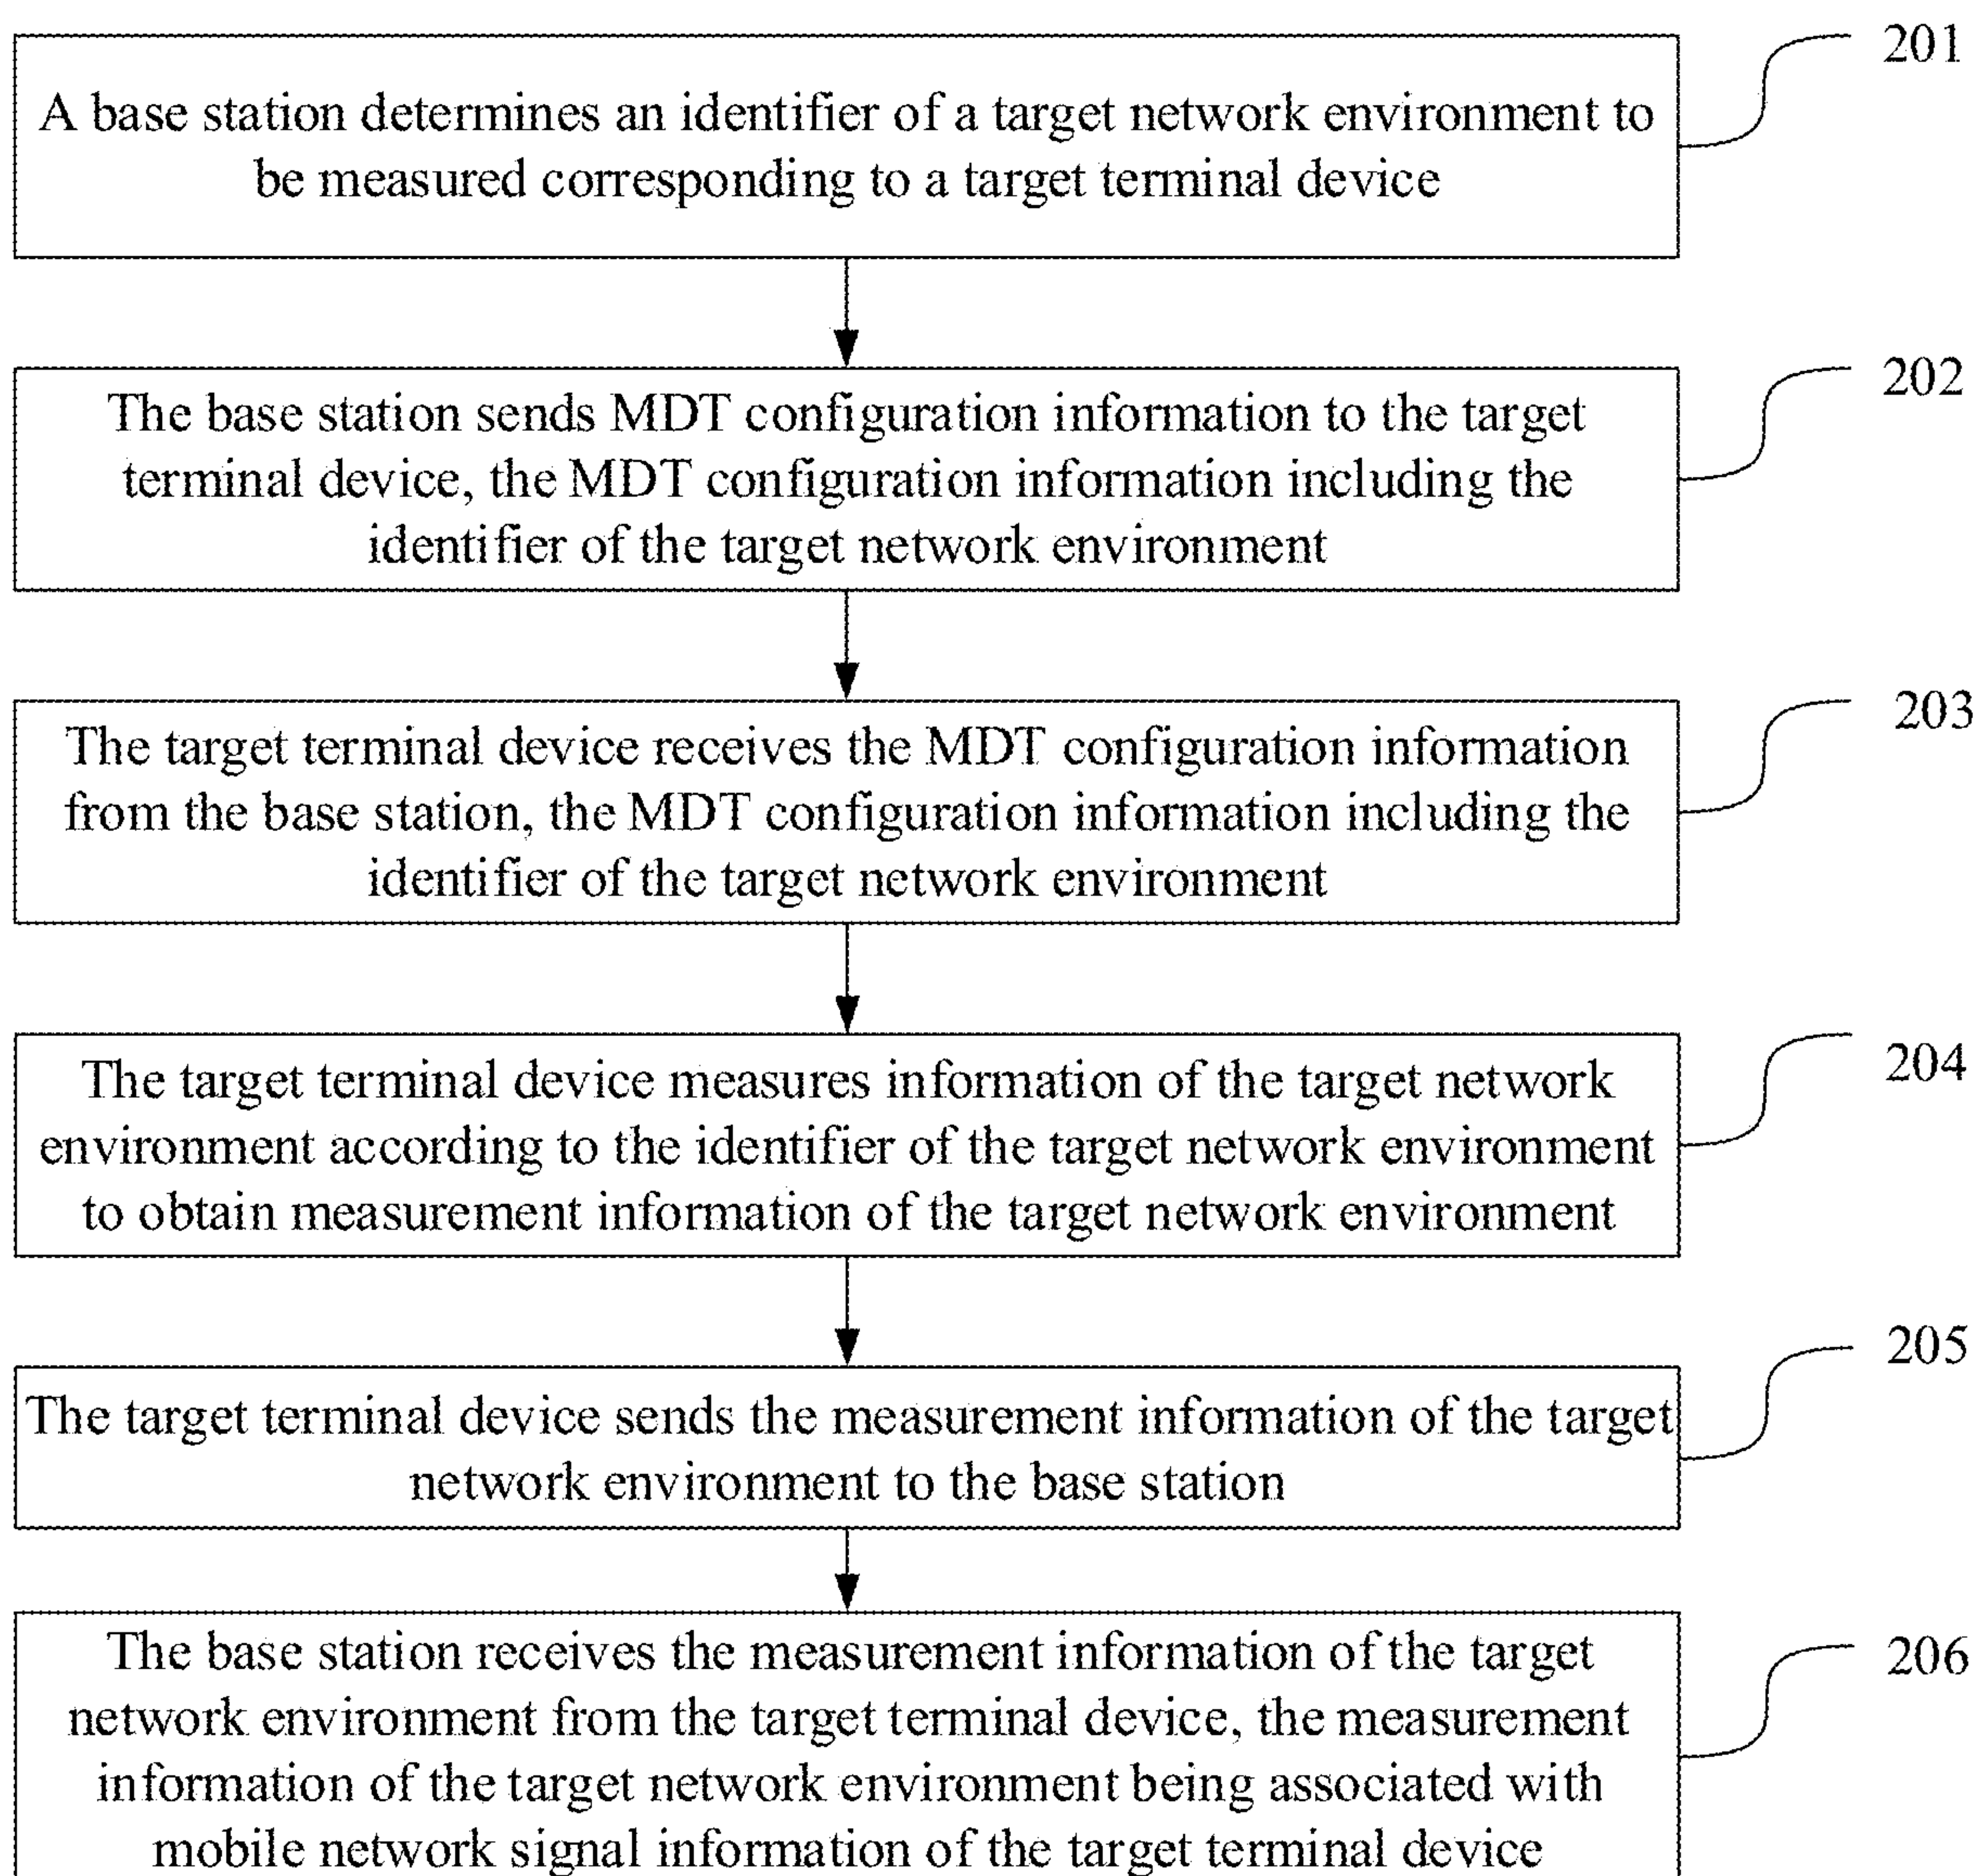 201
A base station determines an identifier of a target network environment to
be measured corresponding to a target terminal device
202
The base station sends MDT configuration information to the target
terminal device, the MDT configuration information including the
identifier of the target network environment
203
The target terminal device receives the MDT configuration information
from the base station, the MDT configuration information including the
identifier of the target network environment
204
The target terminal device measures information of the target network
environment according to the identifier of the target network environment
to obtain measurement information of the target network environment
205
The target terminal device sends the measurement information of the target
network environment to the base station
206
The base station receives the measurement information of the target
network environment from the target terminal device, the measurement
information of the target network environment being associated with
mobile network signal information of the target terminal device